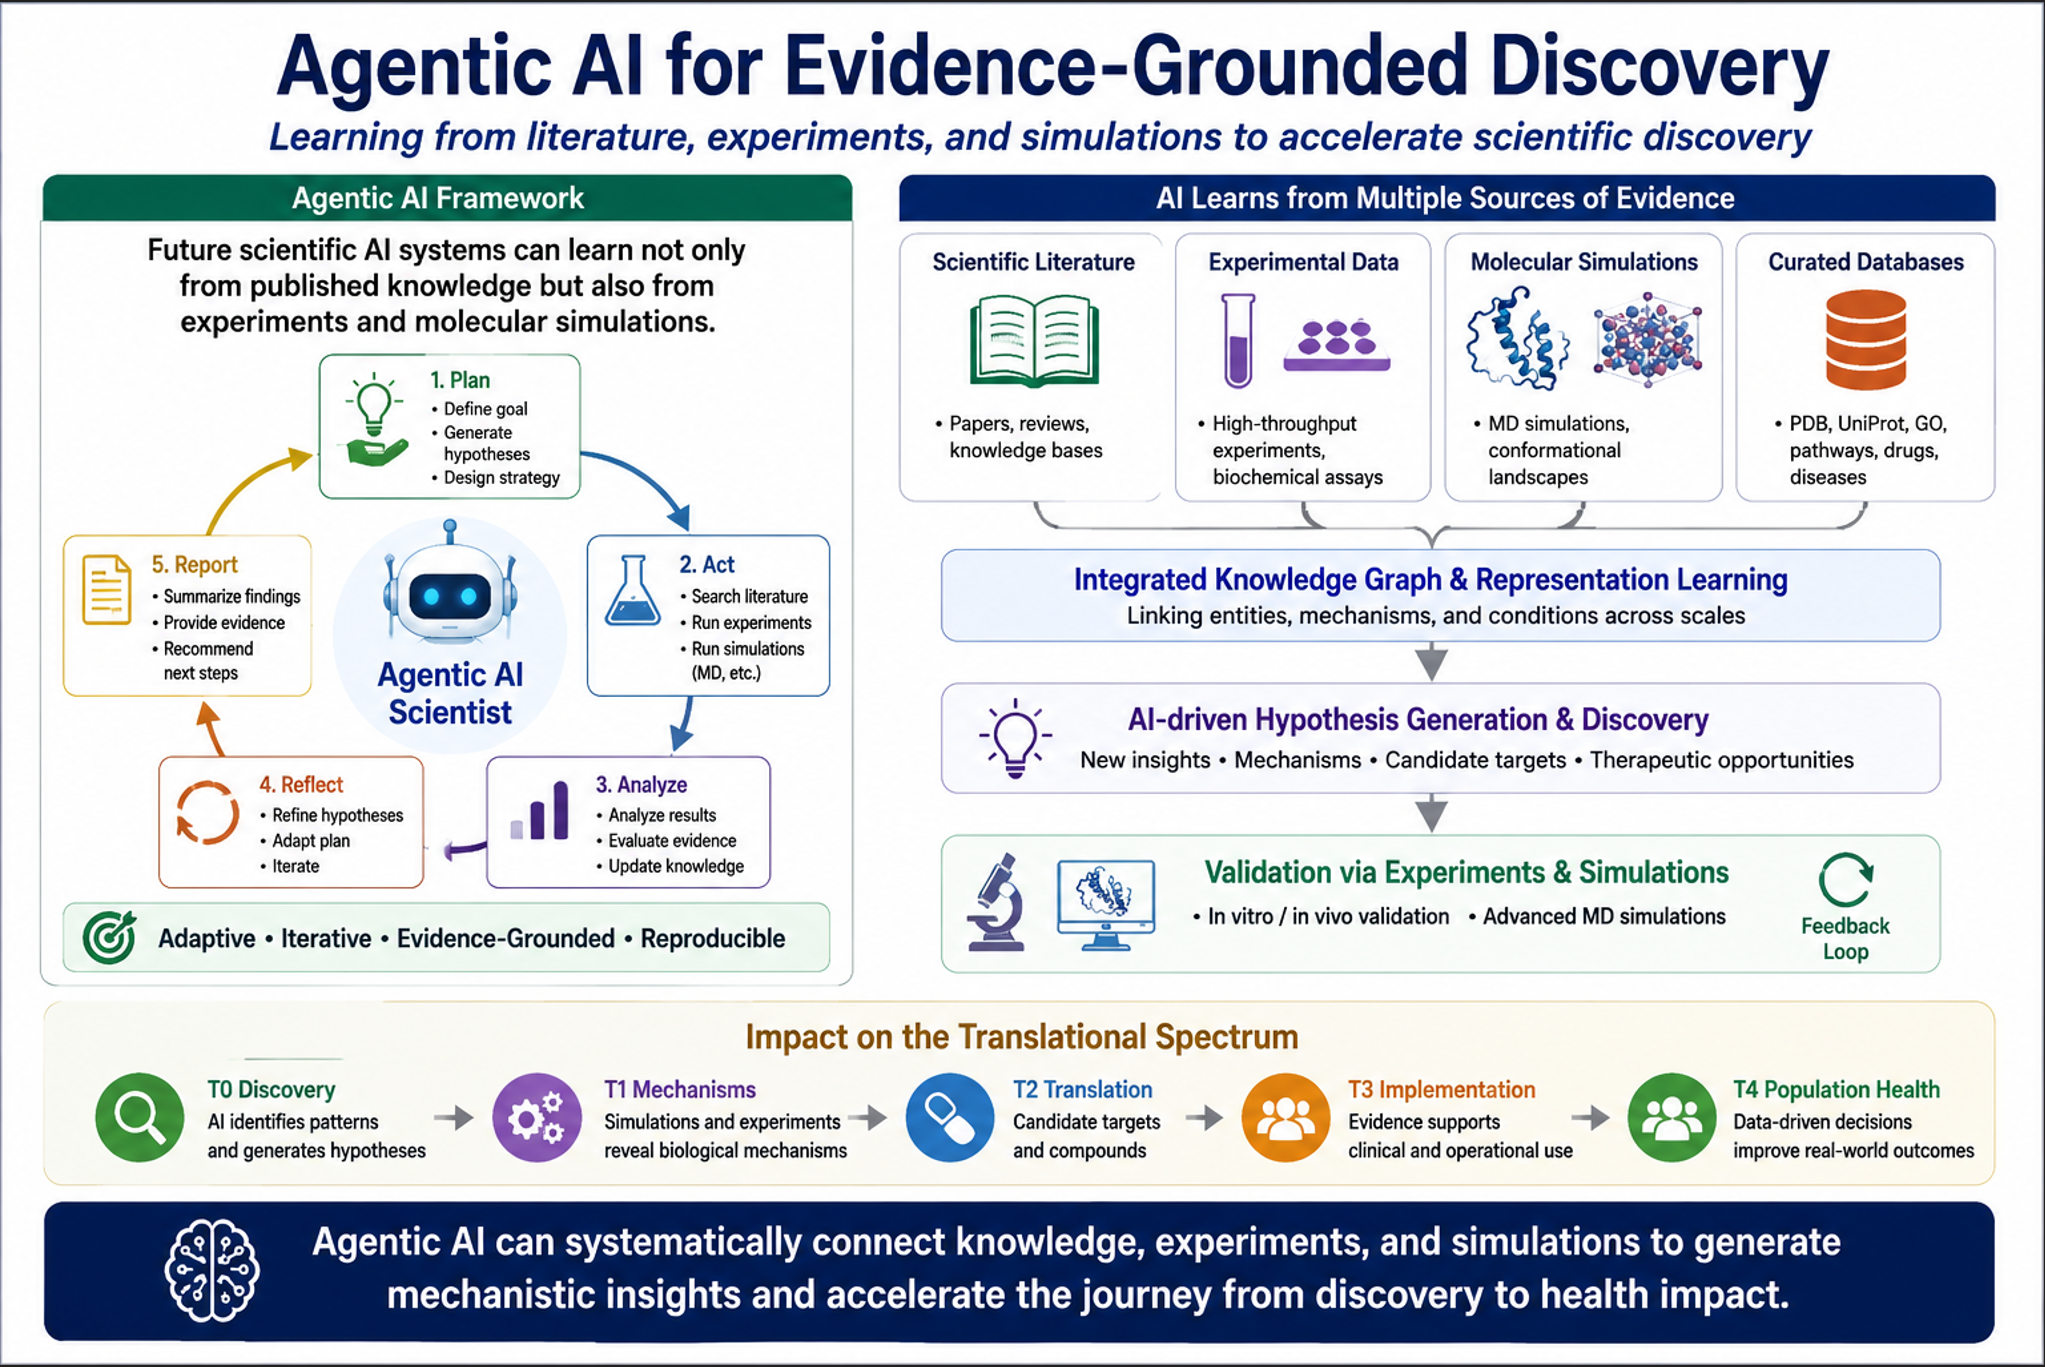 Agentic AI for Evidence-Grounded Discovery
Learning from literature, experiments, and simulations to accelerate scientific discovery
Agentic AI Framework
Future scientific AI systems can learn not only
from published knowledge but also from
experiments and molecular simulations.
1. Plan
• Define goal
• Generate
hypotheses
• Design strategy
2. Act
• Search literature
• Run experiments
• Run simulations
(MD, etc.)
3. Analyze
• Analyze results
• Evaluate evidence
• Update knowledge
4. Reflect
• Refine hypotheses
• Adapt plan
• Iterate
5. Report
• Summarize findings
• Provide evidence
• Recommend
next steps
Agentic AI
Scientist
Adaptive • Iterative • Evidence-Grounded • Reproducible
AI Learns from Multiple Sources of Evidence
Scientific Literature
• Papers, reviews,
knowledge bases
Experimental Data
• High-throughput
experiments,
biochemical assays
Molecular Simulations
• MD simulations,
conformational
landscapes
Curated Databases
• PDB, UniProt, GO,
pathways, drugs,
diseases
Integrated Knowledge Graph & Representation Learning
Linking entities, mechanisms, and conditions across scales
AI-driven Hypothesis Generation & Discovery
New insights • Mechanisms • Candidate targets • Therapeutic opportunities
Validation via Experiments & Simulations
• In vitro / in vivo validation • Advanced MD simulations
Feedback
Loop
Impact on the Translational Spectrum
T0 Discovery
AI identifies patterns
and generates hypotheses
T1 Mechanisms
Simulations and experiments
reveal biological mechanisms
T2 Translation
Candidate targets
and compounds
T3 Implementation
Evidence supports
clinical and operational use
T4 Population Health
Data-driven decisions
improve real-world outcomes
Agentic AI can systematically connect knowledge, experiments, and simulations to generate
mechanistic insights and accelerate the journey from discovery to health impact.